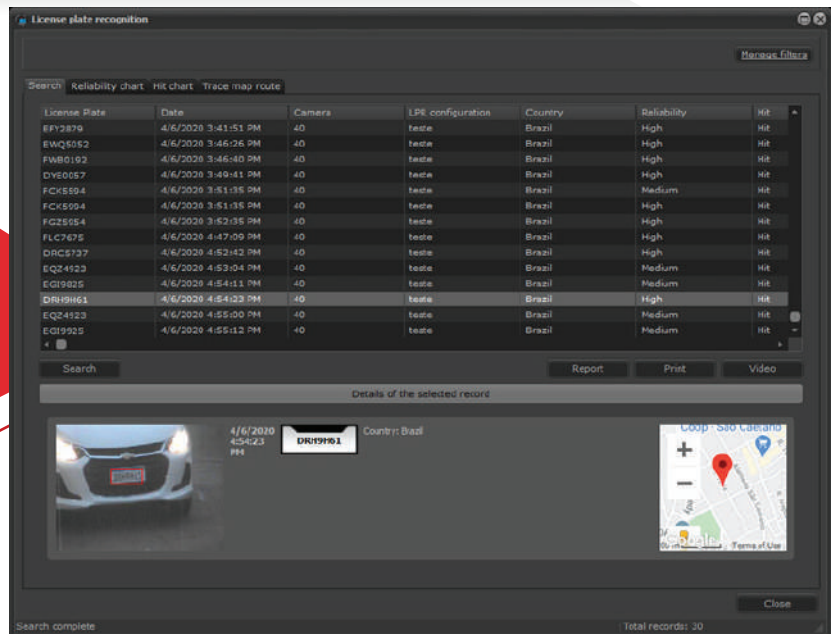 License plate recognition
Manage filters
Search Reliability chart Hit chart Trace map route
License Plate Date Camera LPR configuration Country Reliability Hit
EFY2879 4/6/2020 3:41:51 PM 40 teste Brazil High Hit
EWQ5052 4/6/2020 3:46:26 PM 40 teste Brazil High Hit
FWB0192 4/6/2020 3:46:40 PM 40 teste Brazil High Hit
DYE0057 4/6/2020 3:49:41 PM 40 teste Brazil High Hit
FCK5594 4/6/2020 3:51:35 PM 40 teste Brazil Medium Hit
FCK5994 4/6/2020 3:51:35 PM 40 teste Brazil High Hit
FGZ5954 4/6/2020 3:52:35 PM 40 teste Brazil High Hit
FLC7675 4/6/2020 4:47:09 PM 40 teste Brazil High Hit
DRC5737 4/6/2020 4:52:42 PM 40 teste Brazil High Hit
EQZ4923 4/6/2020 4:53:04 PM 40 teste Brazil Medium Hit
EGI9825 4/6/2020 4:54:11 PM 40 teste Brazil Medium Hit
DRH9H61 4/6/2020 4:54:23 PM 40 teste Brazil High Hit
EQZ4923 4/6/2020 4:55:00 PM 40 teste Brazil Medium Hit
EGI9925 4/6/2020 4:55:12 PM 40 teste Brazil Medium Hit
Search Report Print Video
Details of the selected record
4/6/2020
4:54:23
PM
DRH9H61
Country: Brazil
Coop - São Caetano
Google
Terms of Use
Close
Search complete
Total records: 30